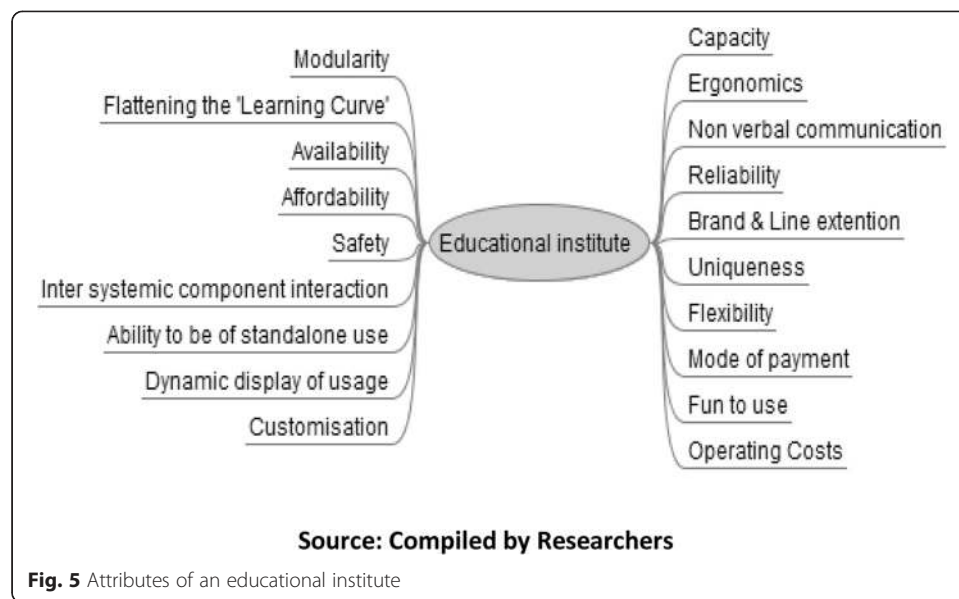 Modularity
Flattening the 'Learning Curve'
Availability
Affordability
Safety
Inter systemic component interaction
Ability to be of standalone use
Dynamic display of usage
Customisation
Educational institute
Capacity
Ergonomics
Non verbal communication
Reliability
Brand & Line extention
Uniqueness
Flexibility
Mode of payment
Fun to use
Operating Costs
Source: Compiled by Researchers
Fig. 5 Attributes of an educational institute